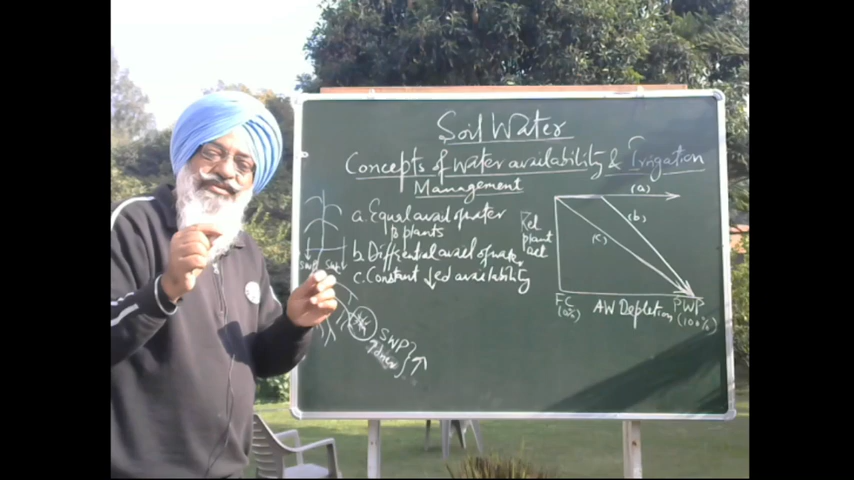 Soil Water
Concepts of water availability & Irrigation
Management
a. Equal avail of water
to plants
b. Differential avail of water
c. Constant ↓ed availability
SWP
Rel
plant
act
(a)
(b)
(c)
FC
(0%)
AW Depletion
PWP
(100%)